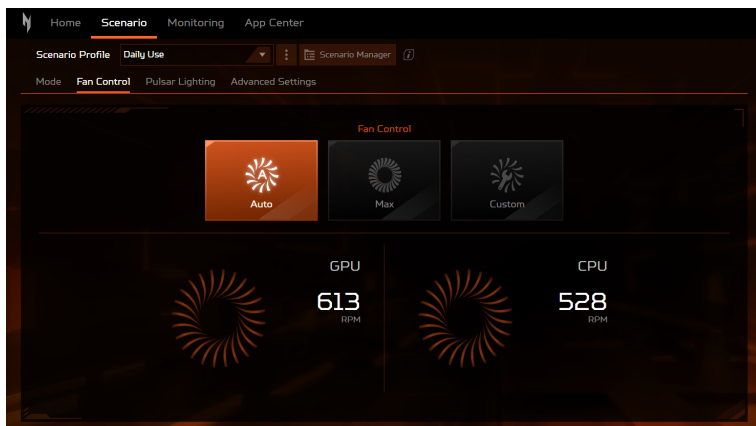 Home Scenario Monitoring App Center
Scenario Profile Daily Use Scenario Manager i
Mode Fan Control Pulsar Lighting Advanced Settings
Fan Control
A
Auto Max Custom
GPU CPU
613 528
RPM RPM